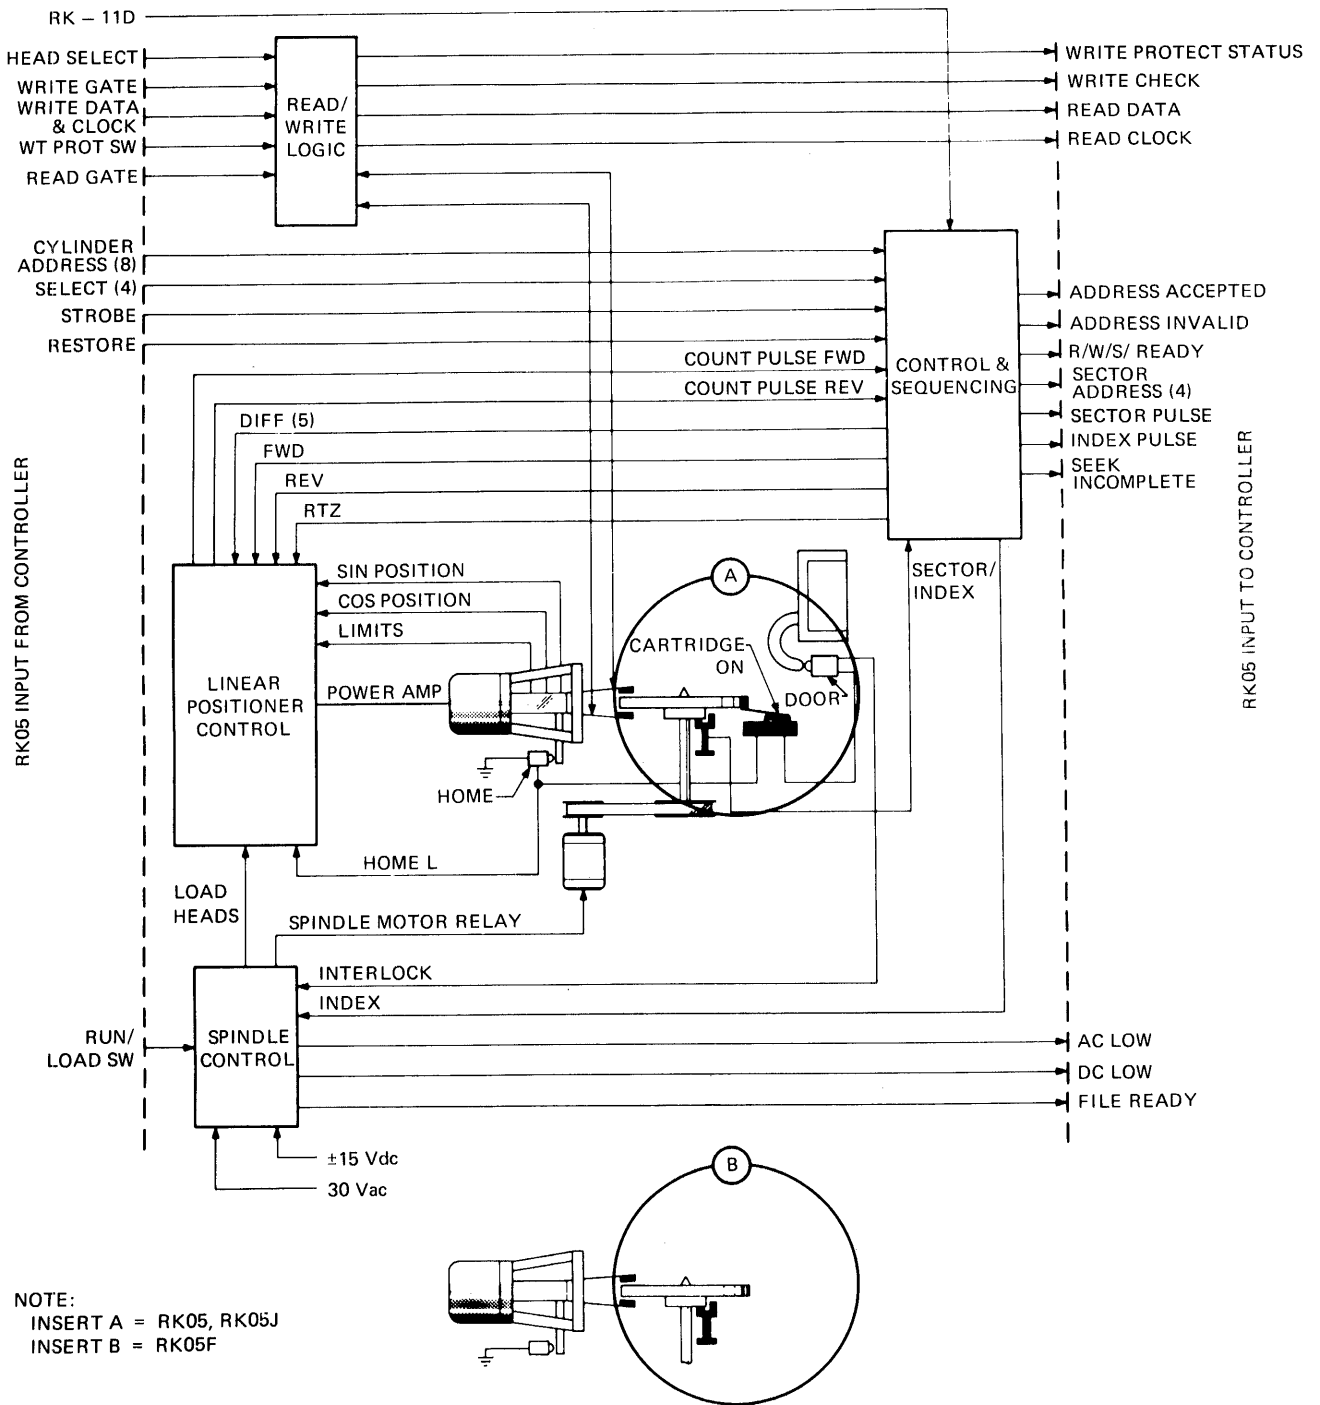 RK – 11D
HEAD SELECT
WRITE GATE
WRITE DATA
& CLOCK
WT PROT SW
READ GATE
READ/
WRITE
LOGIC
WRITE PROTECT STATUS
WRITE CHECK
READ DATA
READ CLOCK
CYLINDER
ADDRESS (8)
SELECT (4)
STROBE
RESTORE
COUNT PULSE FWD
COUNT PULSE REV
DIFF (5)
FWD
REV
RTZ
CONTROL &
SEQUENCING
ADDRESS ACCEPTED
ADDRESS INVALID
R/W/S/ READY
SECTOR
ADDRESS (4)
SECTOR PULSE
INDEX PULSE
SEEK
INCOMPLETE
RK05 INPUT FROM CONTROLLER
RK05 INPUT TO CONTROLLER
SIN POSITION
COS POSITION
LIMITS
POWER AMP
LINEAR
POSITIONER
CONTROL
A
CARTRIDGE
ON
DOOR
SECTOR/
INDEX
HOME
HOME L
LOAD
HEADS
SPINDLE MOTOR RELAY
INTERLOCK
INDEX
RUN/
LOAD SW
SPINDLE
CONTROL
AC LOW
DC LOW
FILE READY
±15 Vdc
30 Vac
B
NOTE:
INSERT A = RK05, RK05J
INSERT B = RK05F